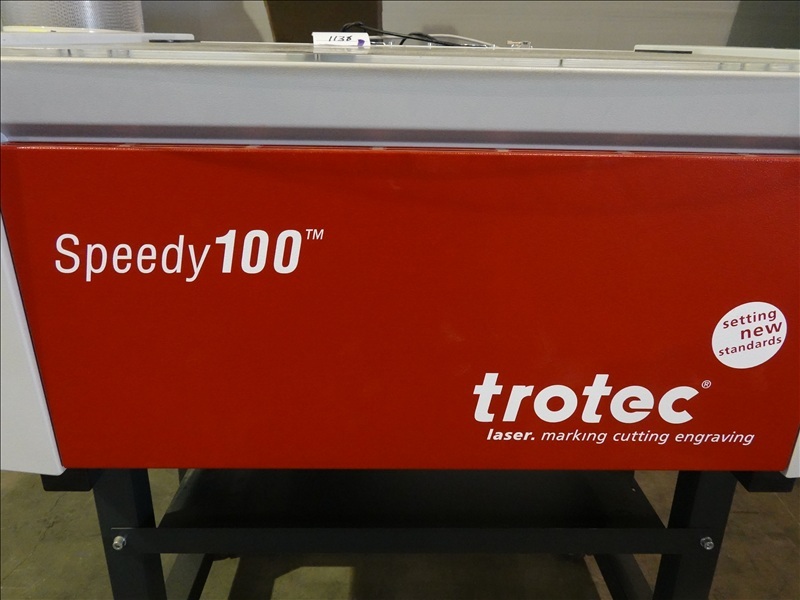 1138
Speedy100™
setting
new
standards
trotec®
laser. marking cutting engraving